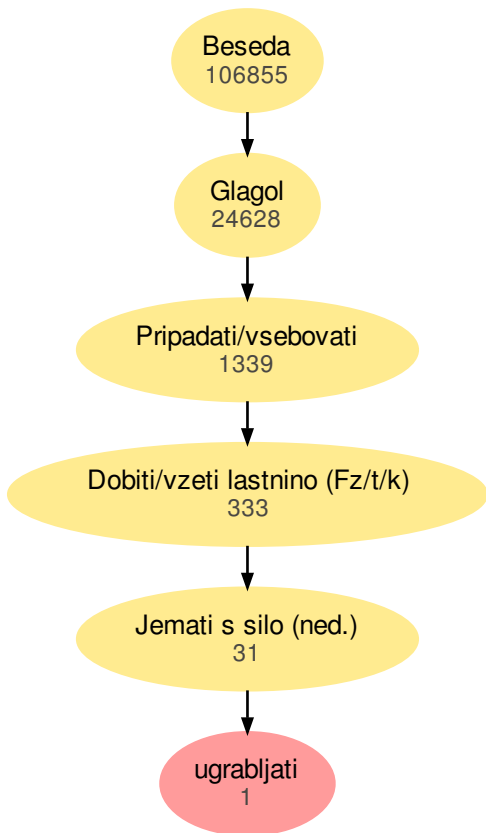 Beseda
106855
Glagol
24628
Pripadati/vsebovati
1339
Dobiti/vzeti lastnino (Fz/t/k)
333
Jemati s silo (ned.)
31
ugrabljati
1